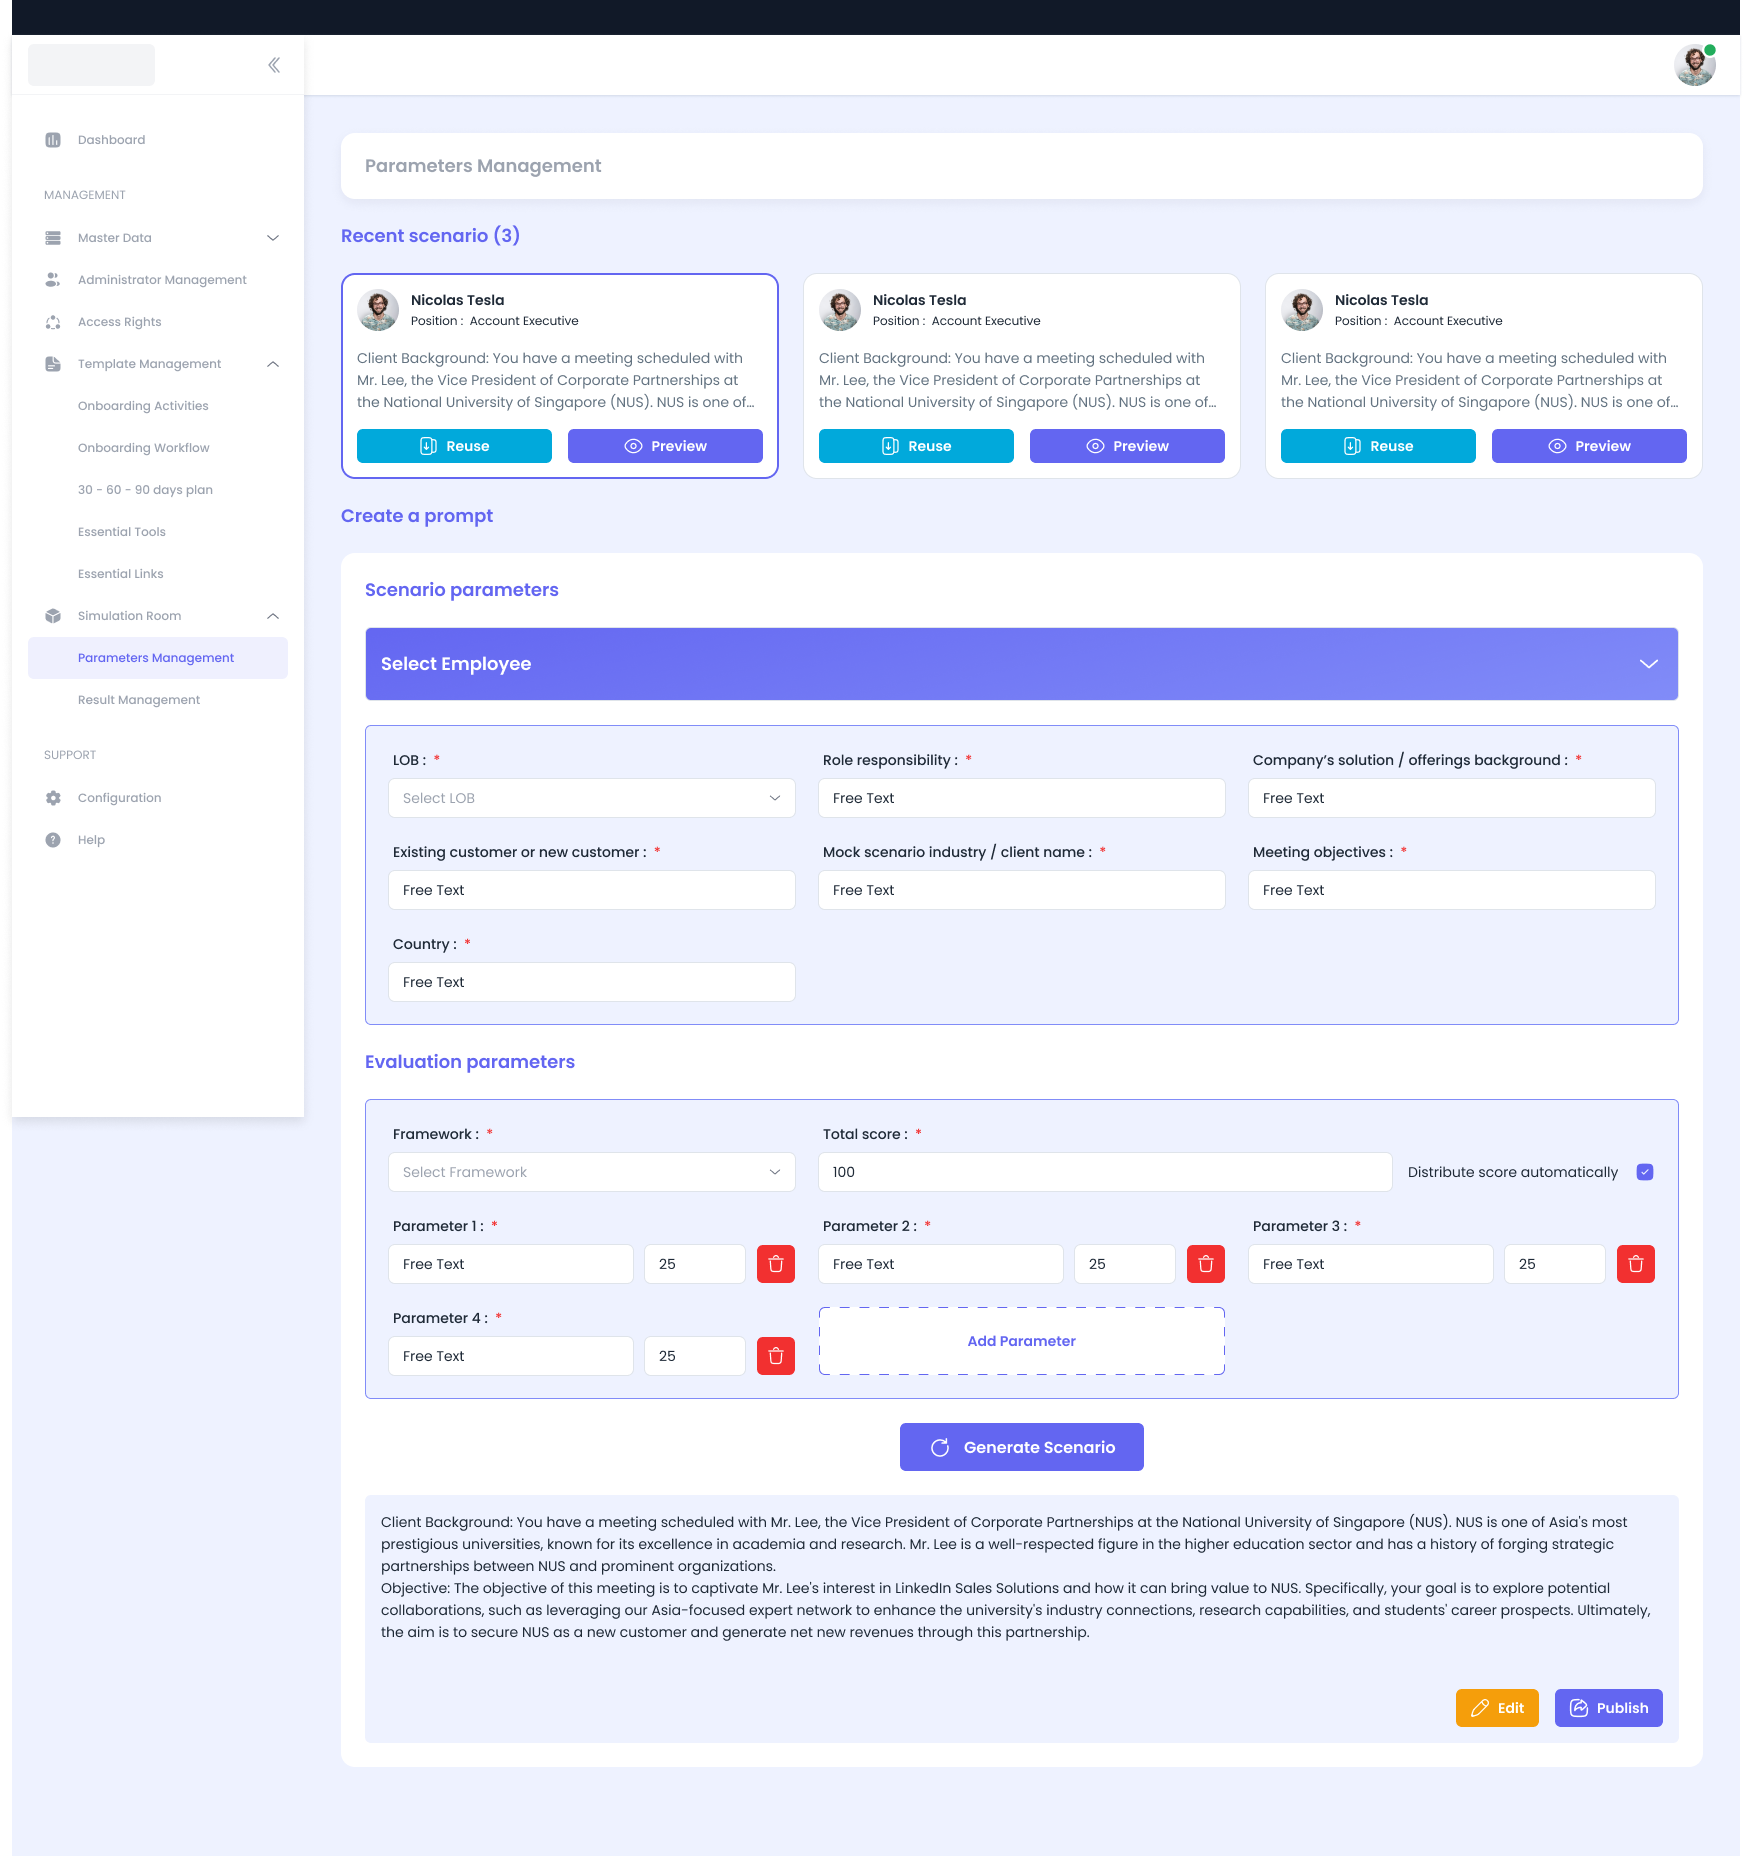 Dashboard
MANAGEMENT
Master Data
Administrator Management
Access Rights
Template Management
Onboarding Activities
Onboarding Workflow
30 - 60 - 90 days plan
Essential Tools
Essential Links
Simulation Room
Parameters Management
Result Management
SUPPORT
Configuration
Help
Parameters Management
Recent scenario (3)
Nicolas Tesla
Position : Account Executive
Client Background: You have a meeting scheduled with
Mr. Lee, the Vice President of Corporate Partnerships at
the National University of Singapore (NUS). NUS is one of...
Reuse
Preview
Nicolas Tesla
Position : Account Executive
Client Background: You have a meeting scheduled with
Mr. Lee, the Vice President of Corporate Partnerships at
the National University of Singapore (NUS). NUS is one of...
Reuse
Preview
Nicolas Tesla
Position : Account Executive
Client Background: You have a meeting scheduled with
Mr. Lee, the Vice President of Corporate Partnerships at
the National University of Singapore (NUS). NUS is one of...
Reuse
Preview
Create a prompt
Scenario parameters
Select Employee
LOB : *
Select LOB
Role responsibility : *
Free Text
Company’s solution / offerings background : *
Free Text
Existing customer or new customer : *
Free Text
Mock scenario industry / client name : *
Free Text
Meeting objectives : *
Free Text
Country : *
Free Text
Evaluation parameters
Framework : *
Select Framework
Total score : *
100
Distribute score automatically
Parameter 1 : *
Free Text
25
Parameter 2 : *
Free Text
25
Parameter 3 : *
Free Text
25
Parameter 4 : *
Free Text
25
Add Parameter
Generate Scenario
Client Background: You have a meeting scheduled with Mr. Lee, the Vice President of Corporate Partnerships at the National University of Singapore (NUS). NUS is one of Asia's most
prestigious universities, known for its excellence in academia and research. Mr. Lee is a well-respected figure in the higher education sector and has a history of forging strategic
partnerships between NUS and prominent organizations.
Objective: The objective of this meeting is to captivate Mr. Lee's interest in LinkedIn Sales Solutions and how it can bring value to NUS. Specifically, your goal is to explore potential
collaborations, such as leveraging our Asia-focused expert network to enhance the university's industry connections, research capabilities, and students' career prospects. Ultimately,
the aim is to secure NUS as a new customer and generate net new revenues through this partnership.
Edit
Publish